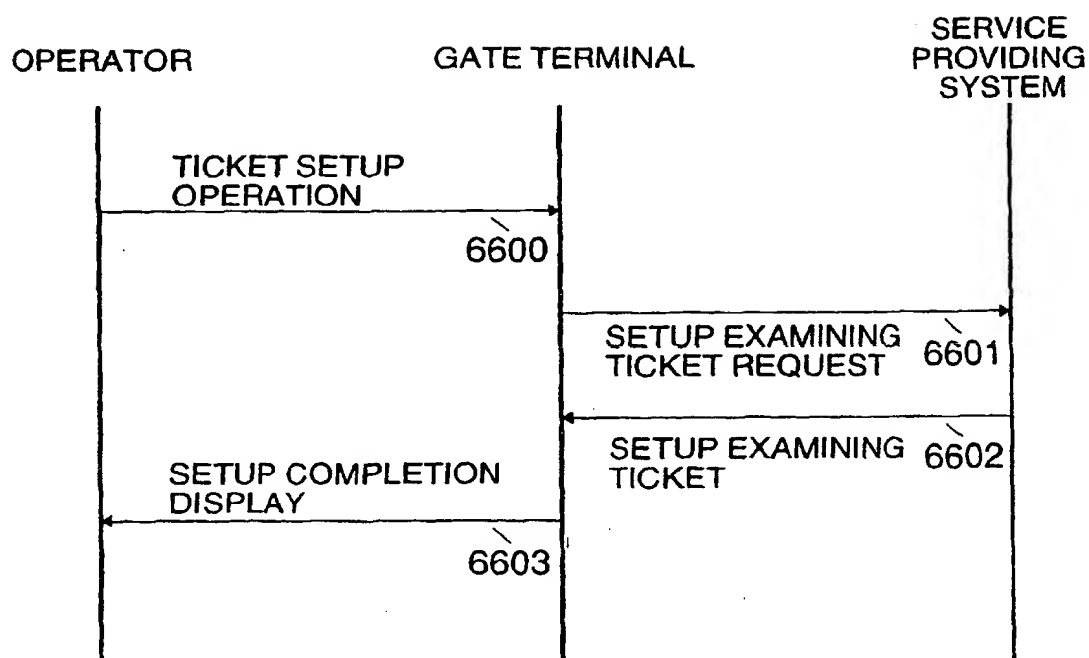 SERVICE
PROVIDING
SYSTEM
OPERATOR
GATE TERMINAL
TICKET SETUP
OPERATION
6600
SETUP EXAMINING
TICKET REQUEST
6601
SETUP EXAMINING
TICKET
6602
SETUP COMPLETION
DISPLAY
6603